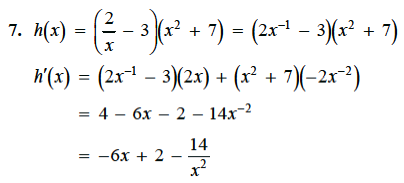 7. h(x) = (2/x − 3)(x² + 7) = (2x⁻¹ − 3)(x² + 7)
h′(x) = (2x⁻¹ − 3)(2x) + (x² + 7)(−2x⁻²)
= 4 − 6x − 2 − 14x⁻²
= −6x + 2 − 14/x²